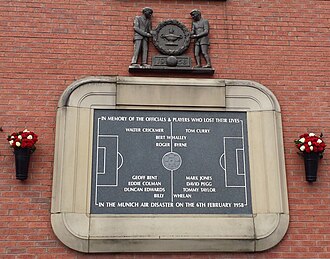 IN MEMORY OF THE OFFICIALS & PLAYERS WHO LOST THEIR LIVES
WALTER CRICKMER TOM CURRY
BERT WHALLEY
ROGER BYRNE
GEOFF BENT MARK JONES
EDDIE COLMAN DAVID PEGG
DUNCAN EDWARDS TOMMY TAYLOR
BILLY WHELAN
IN THE MUNICH AIR DISASTER ON THE 6TH FEBRUARY 1958